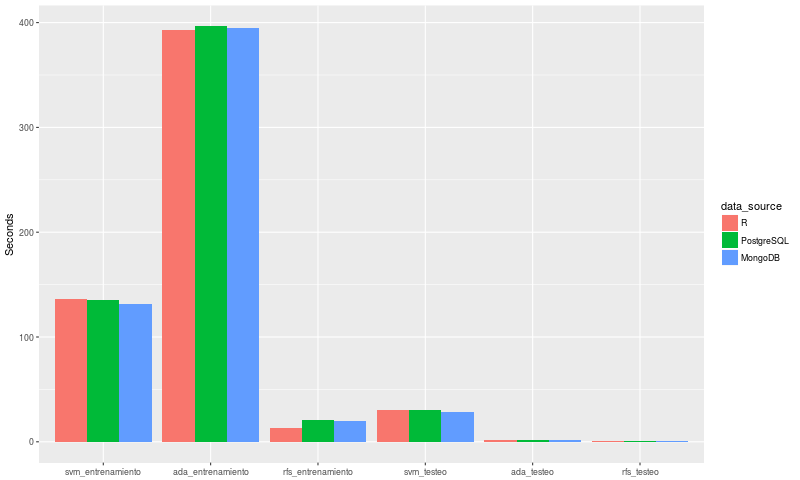 400
300
200
100
0
Seconds
svm_entrenamiento
ada_entrenamiento
rfs_entrenamiento
svm_testeo
ada_testeo
rfs_testeo
data_source
R
PostgreSQL
MongoDB